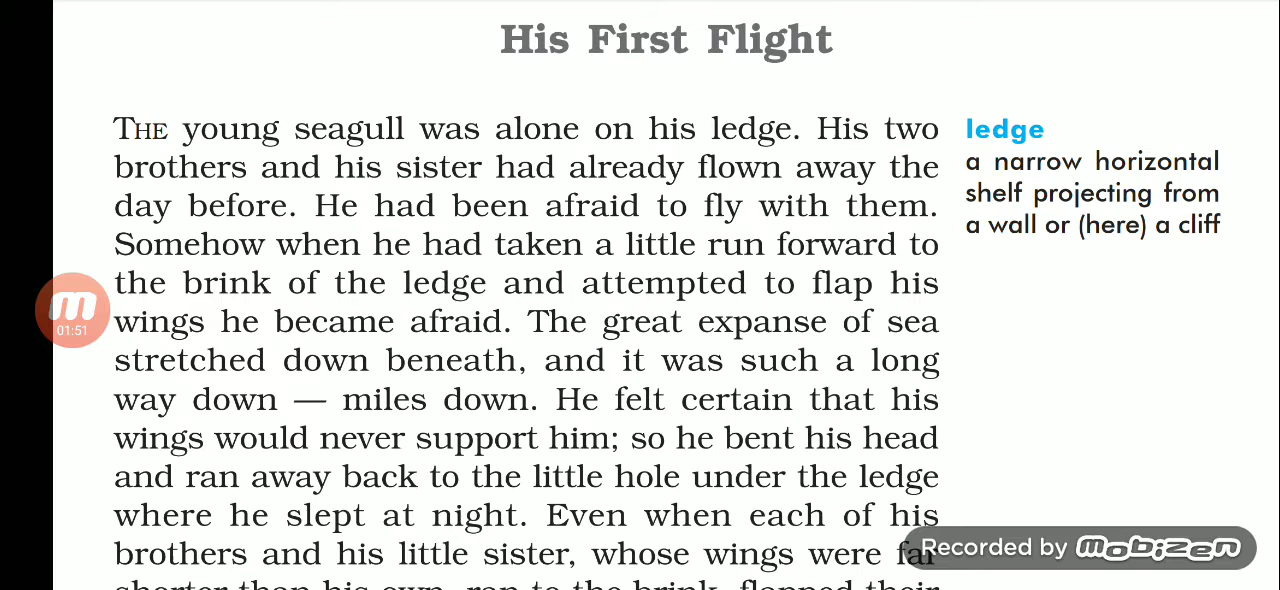 His First Flight
THE young seagull was alone on his ledge. His two
brothers and his sister had already flown away the
day before. He had been afraid to fly with them.
Somehow when he had taken a little run forward to
the brink of the ledge and attempted to flap his
wings he became afraid. The great expanse of sea
stretched down beneath, and it was such a long
way down — miles down. He felt certain that his
wings would never support him; so he bent his head
and ran away back to the little hole under the ledge
where he slept at night. Even when each of his
brothers and his little sister, whose wings were far
shorter than his own, ran to the brink, flapped their
ledge
a narrow horizontal
shelf projecting from
a wall or (here) a cliff
m
01:51
Recorded by mobizen